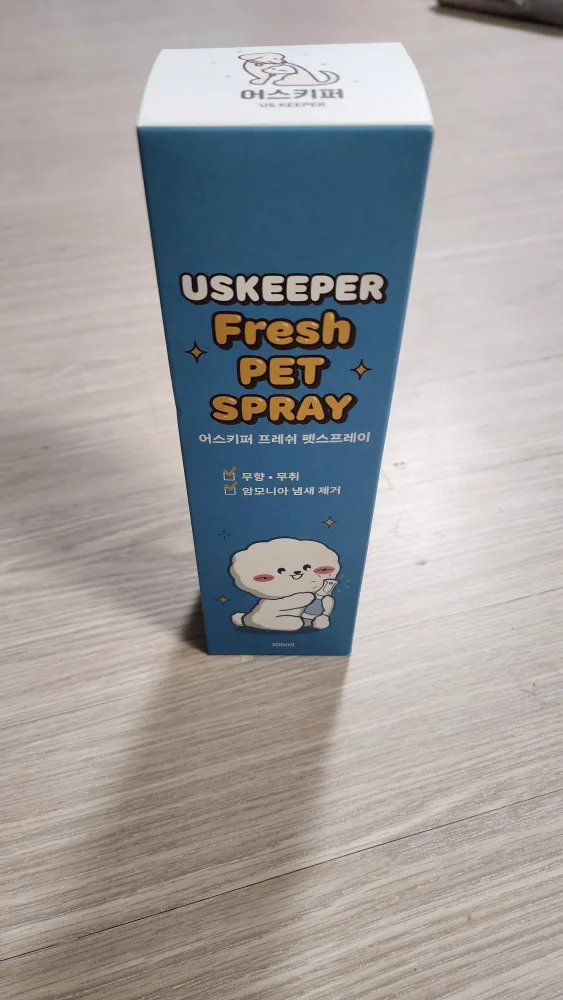 어스키퍼
US KEEPER
USKEEPER
Fresh
PET
SPRAY
어스키퍼 프레쉬 펫스프레이
무향 • 무취
암모니아 냄새 제거
350ml